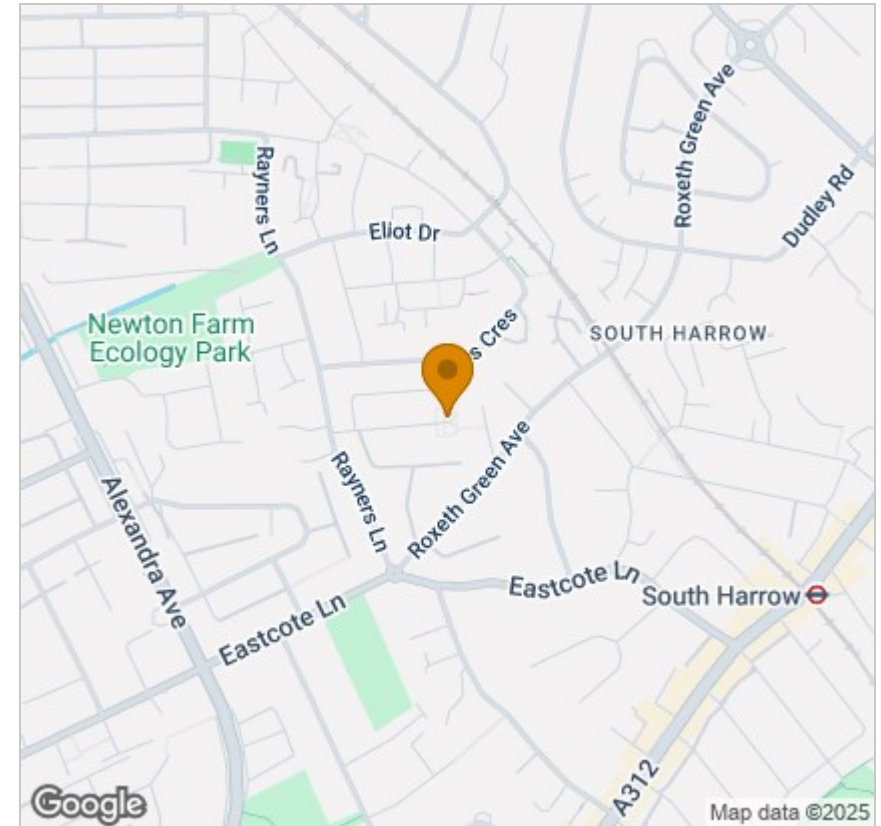 Roxeth Green Ave
Dudley Rd
Rayners Ln
Eliot Dr
Newton Farm
Ecology Park
s Cres
SOUTH HARROW
Alexandra Ave
Rayners Ln
Roxeth Green Ave
Eastcote Ln
Eastcote Ln
South Harrow
A312
Google
Map data ©2025